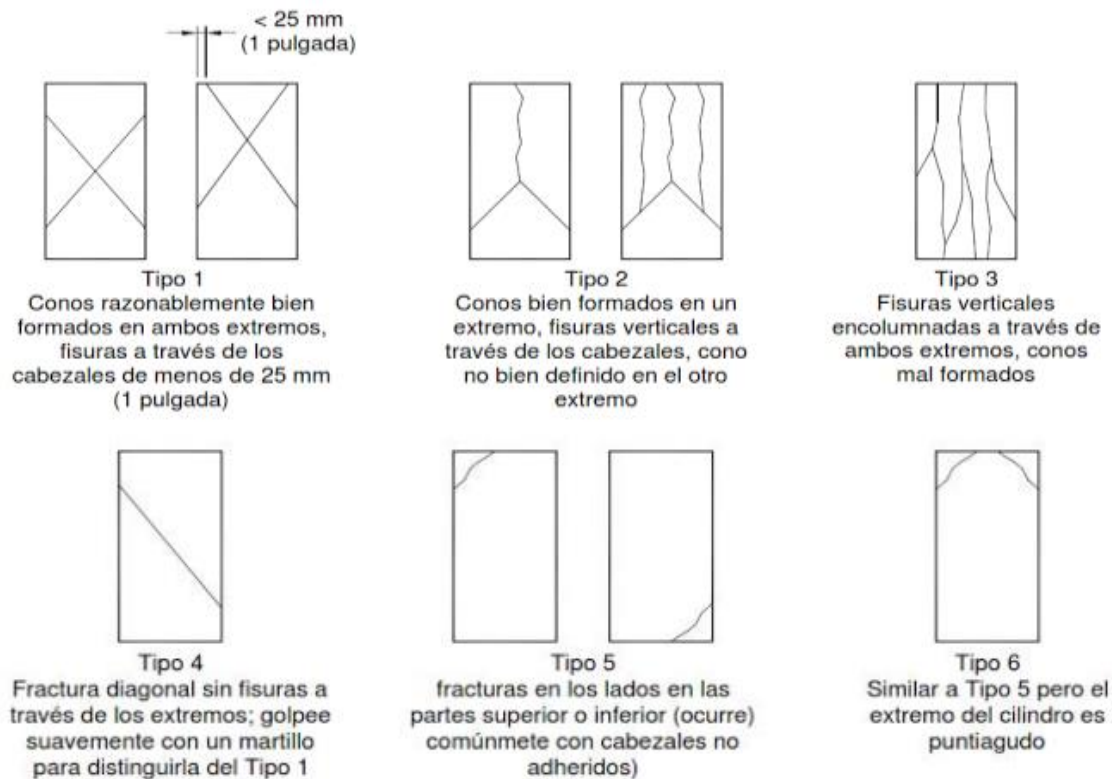 < 25 mm
(1 pulgada)
Tipo 1
Conos razonablemente bien
formados en ambos extremos,
fisuras a través de los
cabezales de menos de 25 mm
(1 pulgada)
Tipo 2
Conos bien formados en un
extremo, fisuras verticales a
través de los cabezales, cono
no bien definido en el otro
extremo
Tipo 3
Fisuras verticales
encolumnadas a través de
ambos extremos, conos
mal formados
Tipo 4
Fractura diagonal sin fisuras a
través de los extremos; golpee
suavemente con un martillo
para distinguirla del Tipo 1
Tipo 5
fracturas en los lados en las
partes superior o inferior (ocurre)
comúnmete con cabezales no
adheridos)
Tipo 6
Similar a Tipo 5 pero el
extremo del cilindro es
puntiagudo